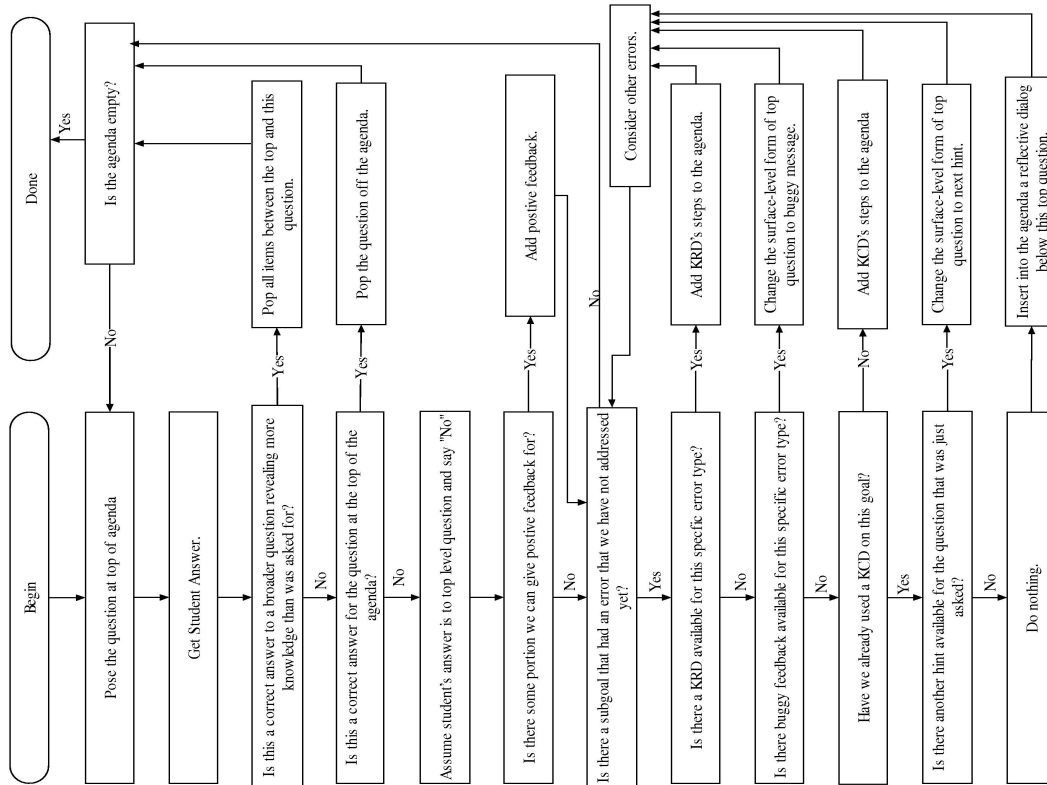 Begin
Pose the question at top of agenda
Get Student Answer.
Is this a correct answer to a broader question revealing more
knowledge than was asked for?
No
Is this a correct answer for the question at the top of the
agenda?
No
Assume student's answer is to top level question and say "No"
Is there some portion we can give postive feedback for?
No
Is there a subgoal that had an error that we have not addressed
yet?
Yes
Is there a KRD available for this specfic error type?
No
Is there buggy feedback available for this specific error type?
No
Have we already used a KCD on this goal?
Yes
Is there another hint available for the question that was just
asked?
No
Do nothing.
No
Yes
Yes
Yes
No
Yes
Yes
No
Yes
Done
Yes
Is the agenda empty?
Pop all items between the top and this
question.
Pop the question off the agenda.
Add postive feedback.
Consider other errors.
Add KRD's steps to the agenda.
Change the surface-level form of top
question to buggy message.
Add KCD's steps to the agenda
Change the surface-level form of top
question to next hint.
Insert into the agenda a reflective dialog
below this top question.